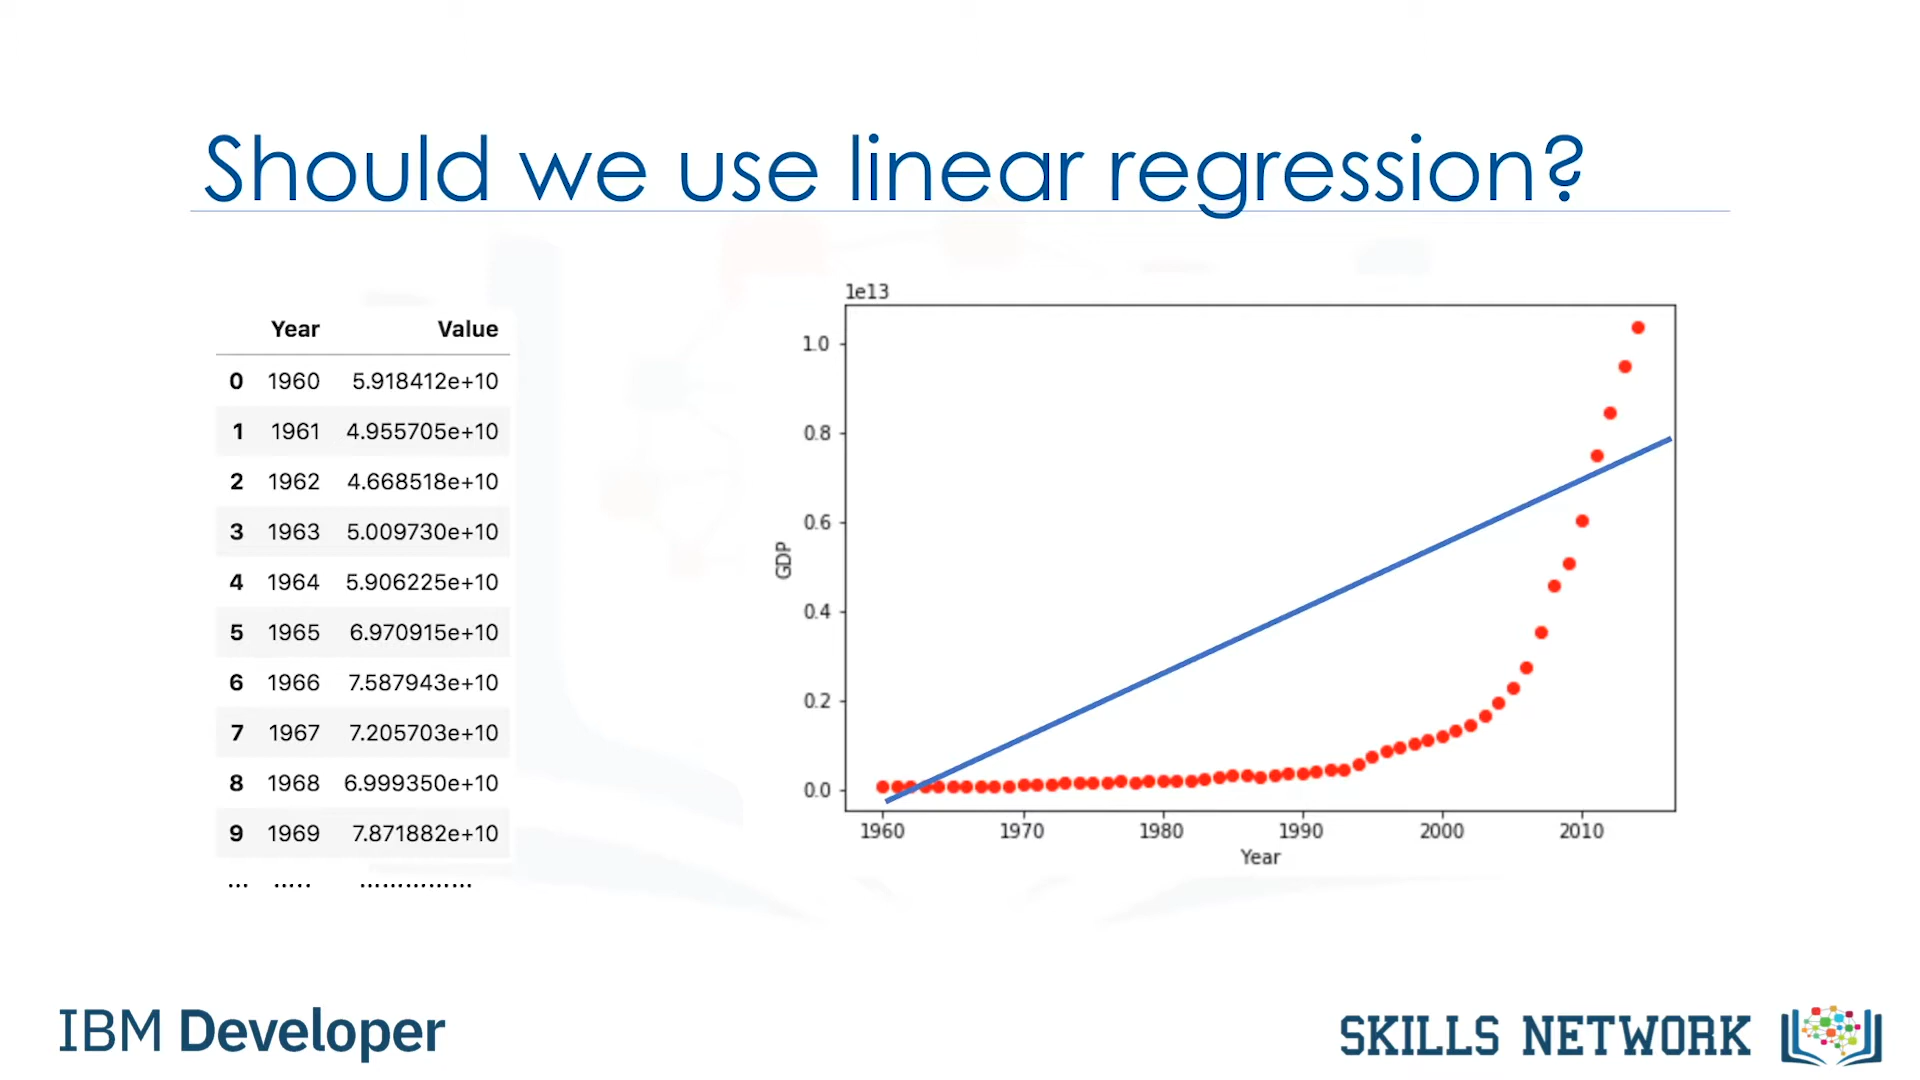 Should we use linear regression?
Year Value
0 1960 5.918412e+10
1 1961 4.955705e+10
2 1962 4.668518e+10
3 1963 5.009730e+10
4 1964 5.906225e+10
5 1965 6.970915e+10
6 1966 7.587943e+10
7 1967 7.205703e+10
8 1968 6.999350e+10
9 1969 7.871882e+10
... ..... ...............
1e13
1.0
0.8
0.6
0.4
0.2
0.0
GDP
1960 1970 1980 1990 2000 2010
Year
IBM Developer
SKILLS NETWORK